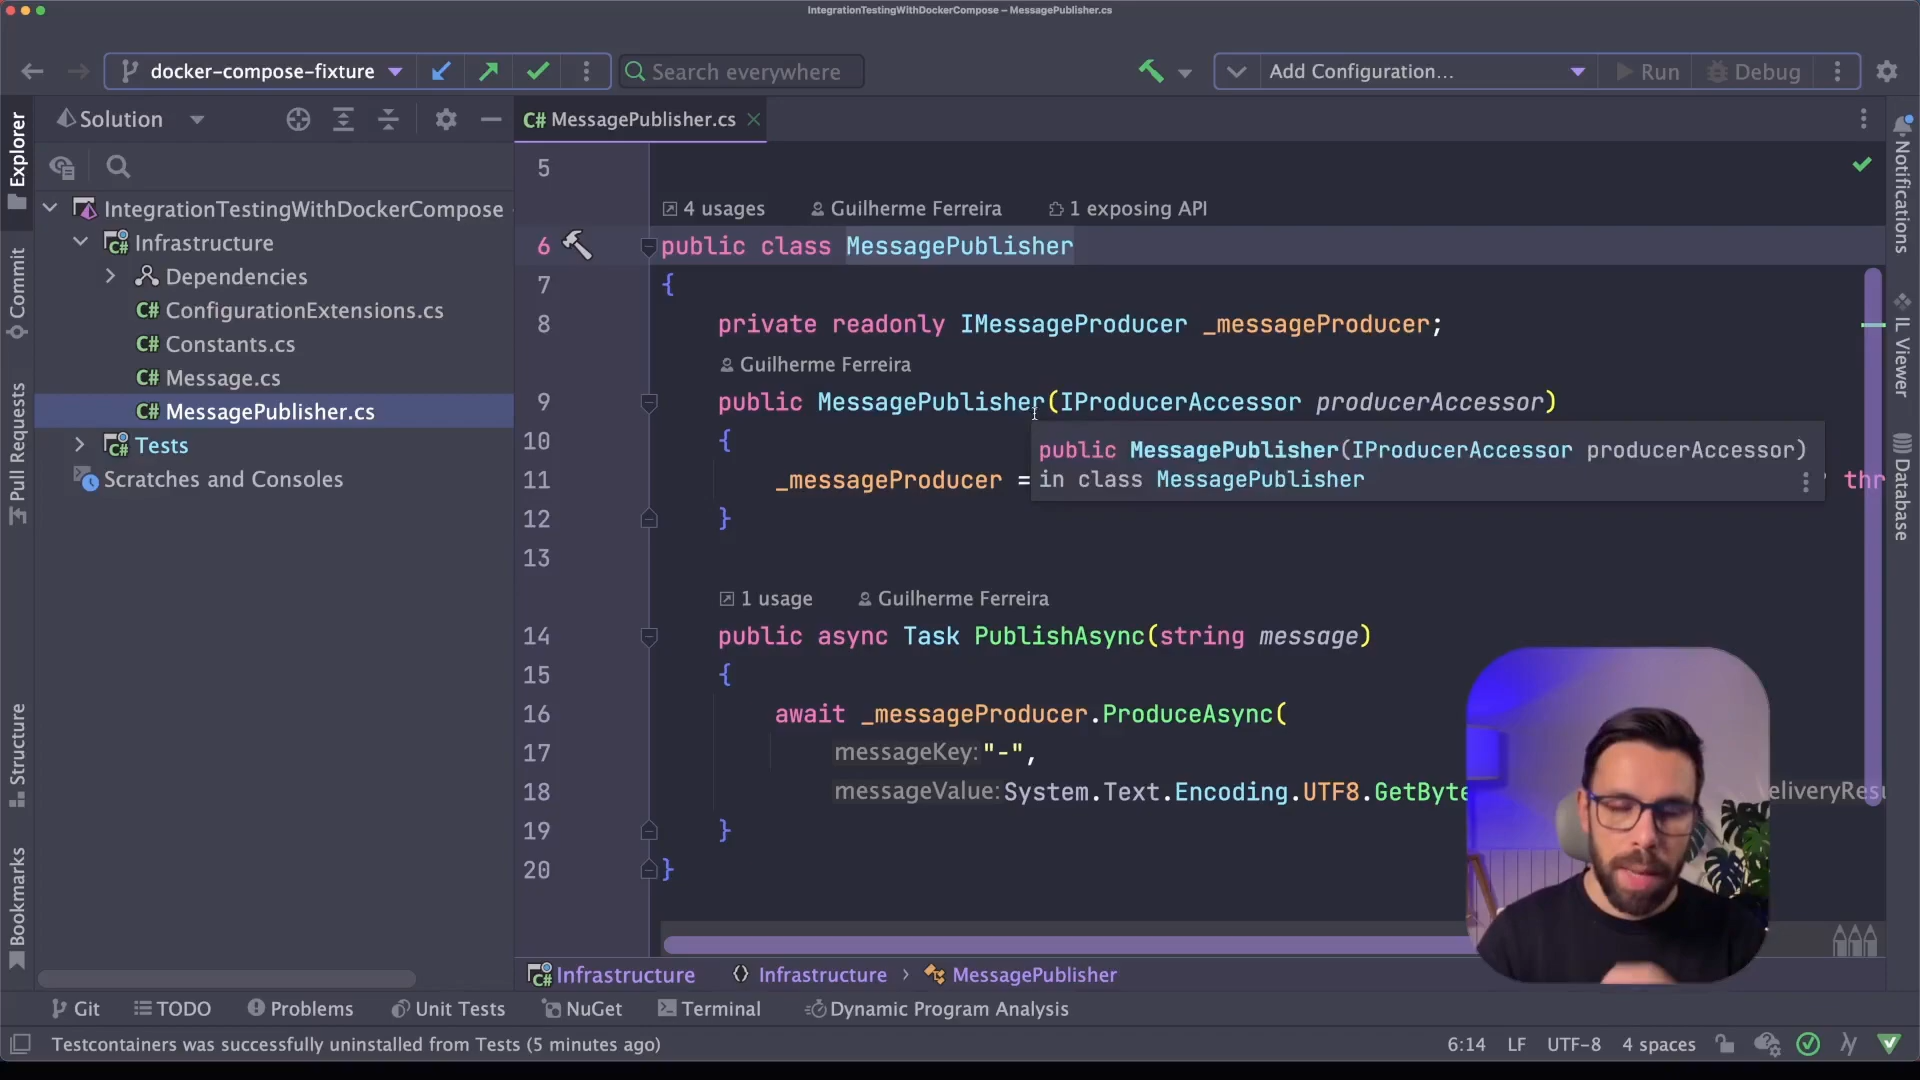 IntegrationTestingWithDockerCompose – MessagePublisher.cs
docker-compose-fixture
Search everywhere
Add Configuration...
Run
Debug
Explorer
Commit
Pull Requests
Structure
Bookmarks
Solution
IntegrationTestingWithDockerCompose
Infrastructure
Dependencies
C# ConfigurationExtensions.cs
C# Constants.cs
C# Message.cs
C# MessagePublisher.cs
Tests
Scratches and Consoles
C# MessagePublisher.cs
5
4 usages Guilherme Ferreira 1 exposing API
6 public class MessagePublisher
7 {
8 private readonly IMessageProducer _messageProducer;
Guilherme Ferreira
9 public MessagePublisher(IProducerAccessor producerAccessor)
10 {
public MessagePublisher(IProducerAccessor producerAccessor)
in class MessagePublisher
11 _messageProducer = thr
12 }
13
1 usage Guilherme Ferreira
14 public async Task PublishAsync(string message)
15 {
16 await _messageProducer.ProduceAsync(
17 messageKey: "-",
18 messageValue: System.Text.Encoding.UTF8.GetByte eliveryResu
19 }
20 }
Notifications
IL Viewer
Database
Infrastructure Infrastructure › MessagePublisher
Git TODO Problems Unit Tests NuGet Terminal Dynamic Program Analysis
Testcontainers was successfully uninstalled from Tests (5 minutes ago)
6:14 LF UTF-8 4 spaces